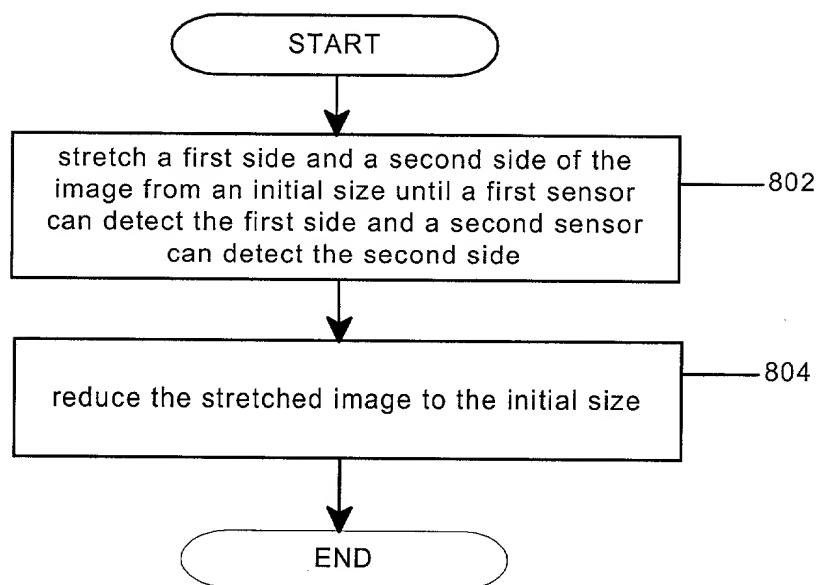 START
stretch a first side and a second side of the
image from an initial size until a first sensor
can detect the first side and a second sensor
can detect the second side
802
reduce the stretched image to the initial size
804
END